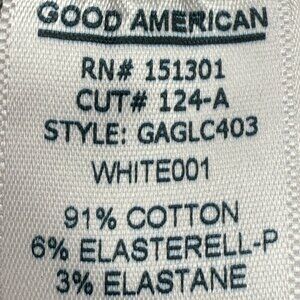 GOOD AMERICAN
RN# 151301
CUT# 124-A
STYLE: GAGLC403
WHITE001
91% COTTON
6% ELASTERELL-P
3% ELASTANE